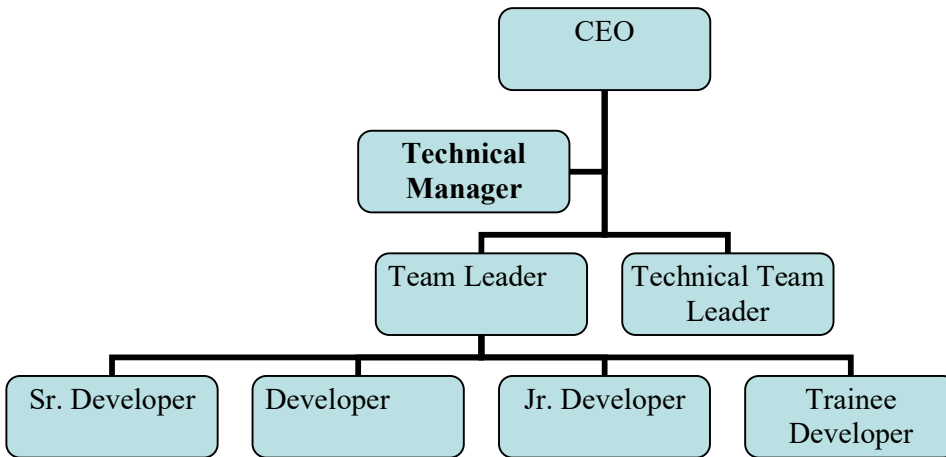 CEO
Technical
Manager
Team Leader
Technical Team
Leader
Sr. Developer
Developer
Jr. Developer
Trainee
Developer